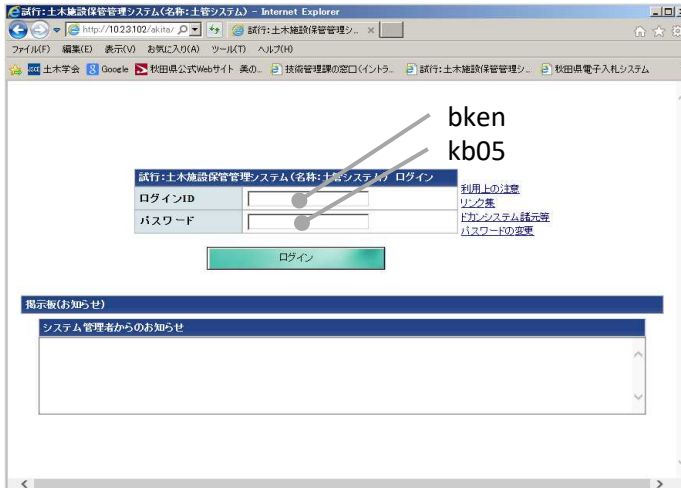 試行:土木施設保管管理システム(名称:土管システム) - Internet Explorer
http://1023.102/akita/
試行:土木施設保管管理シ...
ファイル(F) 編集(E) 表示(V) お気に入り(A) ツール(T) ヘルプ(H)
土木学会 Google 秋田県公式Webサイト 美の... 技術管理課の窓口(イントラ... 試行:土木施設保管管理シ... 秋田県電子入札システム
bken
kb05
試行:土木施設保管管理システム(名称:土管システム) ログイン
ログインID
パスワード
利用上の注意
リンク集
ドカンシステム諸元等
パスワードの変更
ログイン
掲示板(お知らせ)
システム管理者からのお知らせ